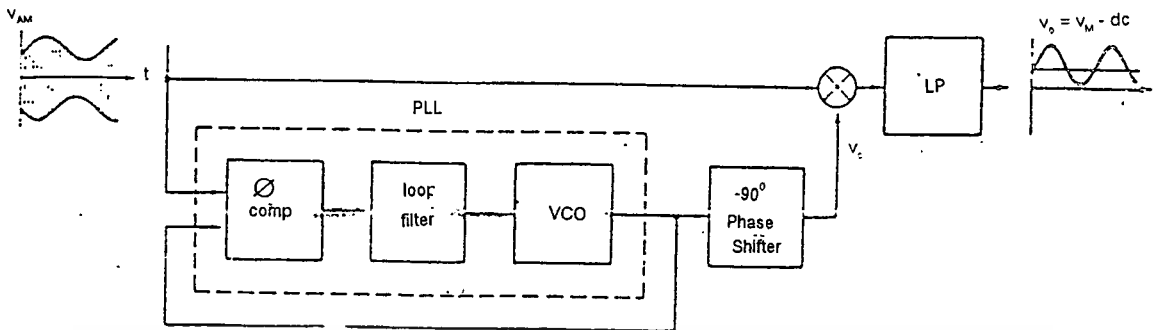 V_AM
t
PLL
Ø
comp
loop
filter
VCO
-90°
Phase
Shifter
V_c
LP
V_o = V_M - dc